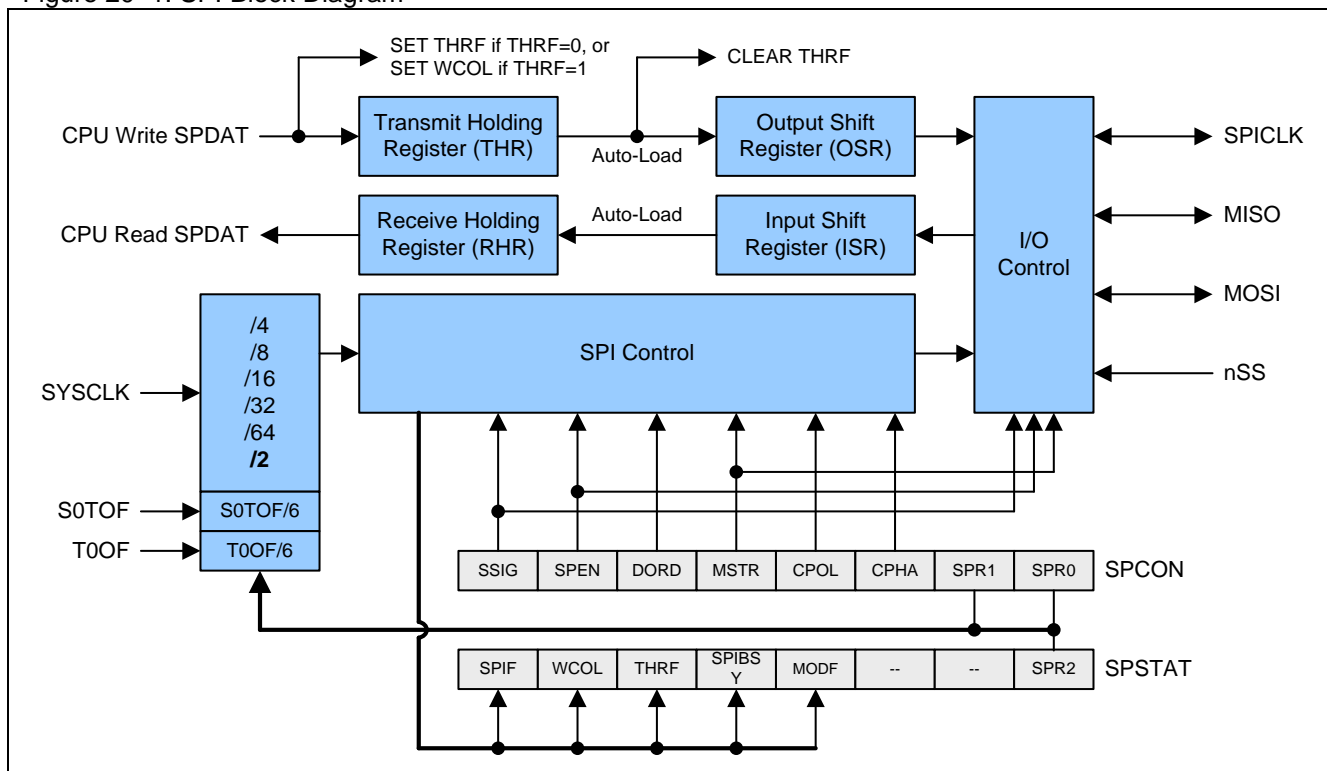 Figure SPI Block Diagram
SET THRF if THRF=0, or
SET WCOL if THRF=1
CLEAR THRF
CPU Write SPDAT
Transmit Holding
Register (THR)
Auto-Load
Output Shift
Register (OSR)
SPICLK
CPU Read SPDAT
Receive Holding
Register (RHR)
Auto-Load
Input Shift
Register (ISR)
I/O
Control
MISO
MOSI
nSS
SYSCLK
/4
/8
/16
/32
/64
/2
SPI Control
S0TOF
S0TOF/6
T0OF
T0OF/6
SSIG SPEN DORD MSTR CPOL CPHA SPR1 SPR0 SPCON
SPIF WCOL THRF SPIBS
Y MODF -- -- SPR2 SPSTAT